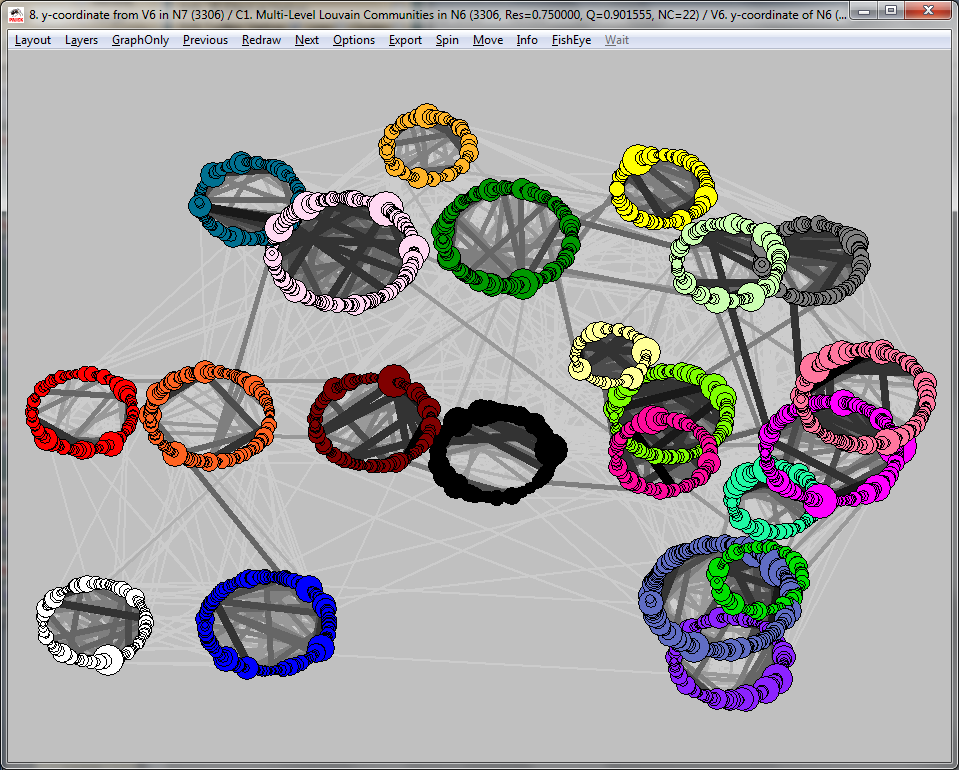 8. y-coordinate from V6 in N7 (3306) / C1. Multi-Level Louvain Communities in N6 (3306, Res=0.750000, Q=0.901555, NC=22) / V6. y-coordinate of N6 (...
Layout Layers GraphOnly Previous Redraw Next Options Export Spin Move Info FishEye Wait